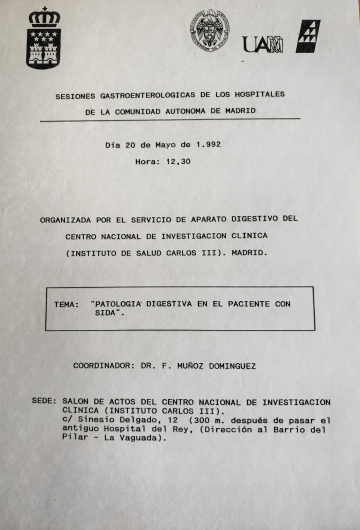 UAM
SESIONES GASTROENTEROLOGICAS DE LOS HOSPITALES
DE LA COMUNIDAD AUTONOMA DE MADRID
Día 20 de Mayo de 1.992
Hora: 12,30
ORGANIZADA POR EL SERVICIO DE APARATO DIGESTIVO DEL
CENTRO NACIONAL DE INVESTIGACION CLINICA
(INSTITUTO DE SALUD CARLOS III). MADRID.
TEMA: "PATOLOGIA DIGESTIVA EN EL PACIENTE CON
SIDA".
COORDINADOR: DR. F. MUÑOZ DOMINGUEZ
SEDE: SALON DE ACTOS DEL CENTRO NACIONAL DE INVESTIGACION
CLINICA (INSTITUTO CARLOS III).
c/ Sinesio Delgado, 12 (300 m. después de pasar el
antiguo Hospital del Rey, (Dirección al Barrio del
Pilar - La Vaguada).